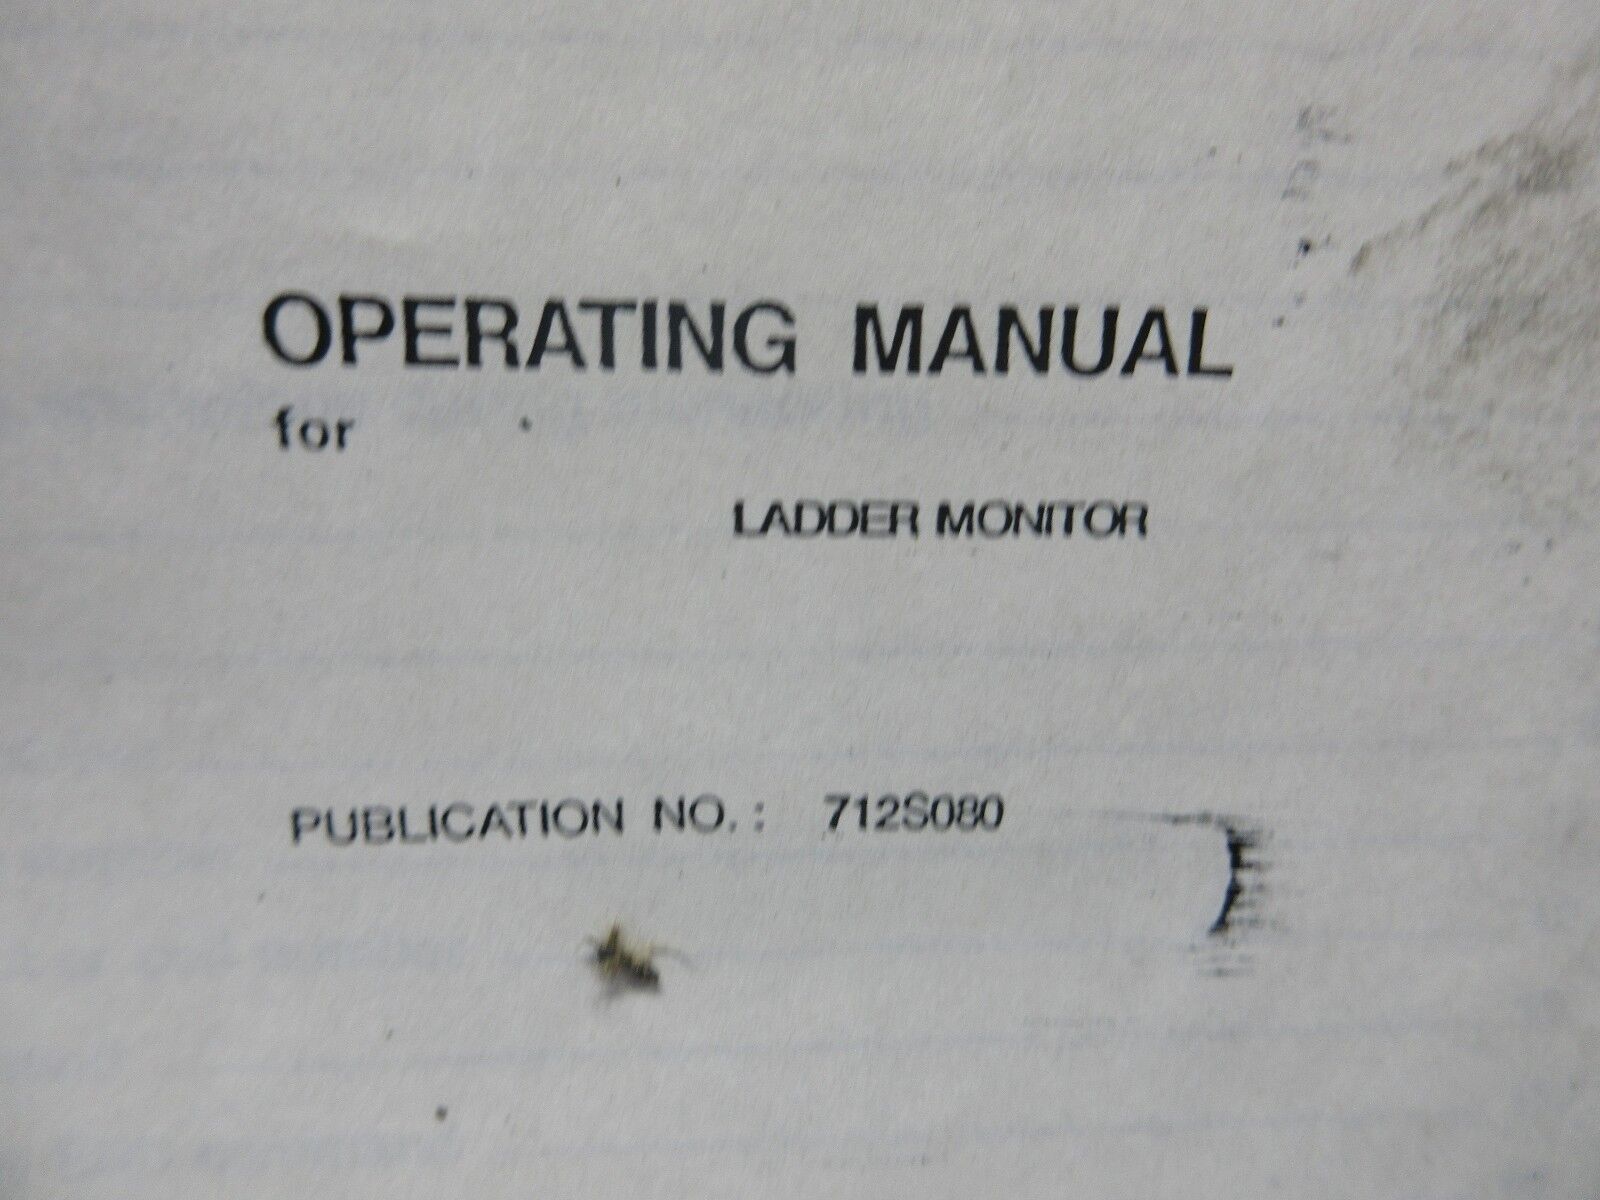 OPERATING MANUAL
for
LADDER MONITOR
PUBLICATION NO.: 712S080